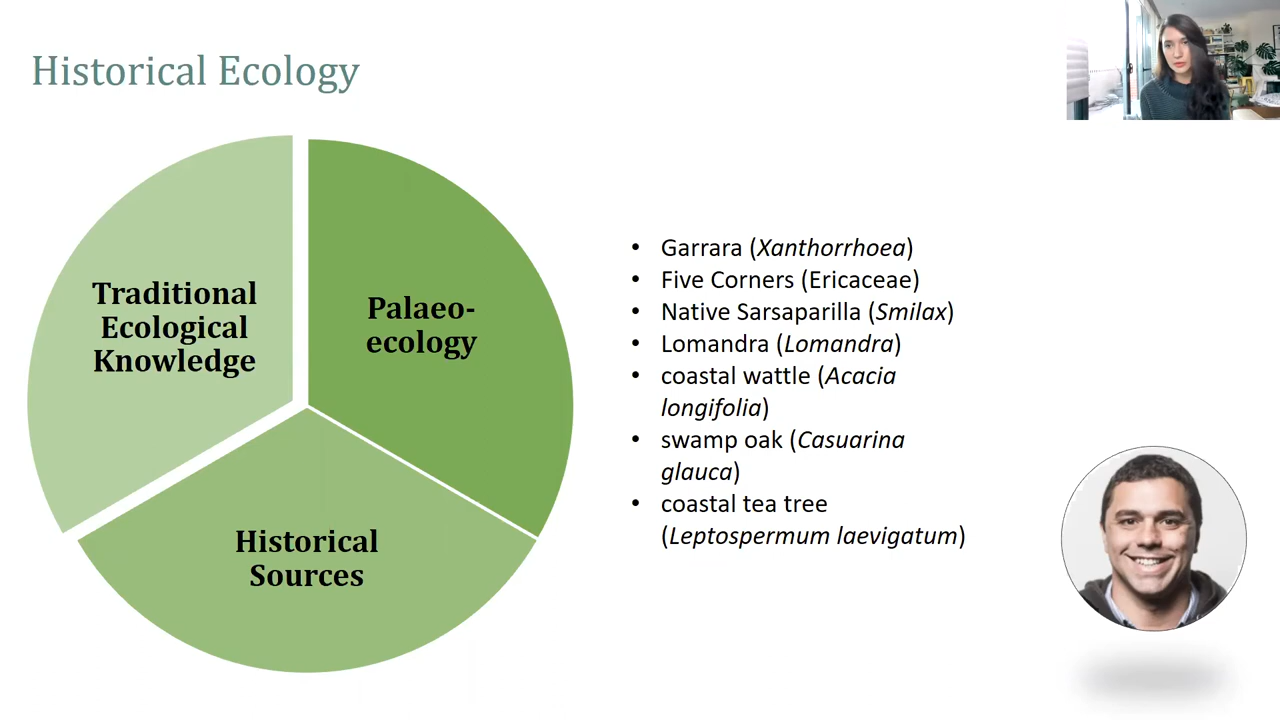 Historical Ecology
Traditional
Ecological
Knowledge
Palaeo-
ecology
Historical
Sources
• Garrara (Xanthorrhoea)
• Five Corners (Ericaceae)
• Native Sarsaparilla (Smilax)
• Lomandra (Lomandra)
• coastal wattle (Acacia
longifolia)
• swamp oak (Casuarina
glauca)
• coastal tea tree
(Leptospermum laevigatum)